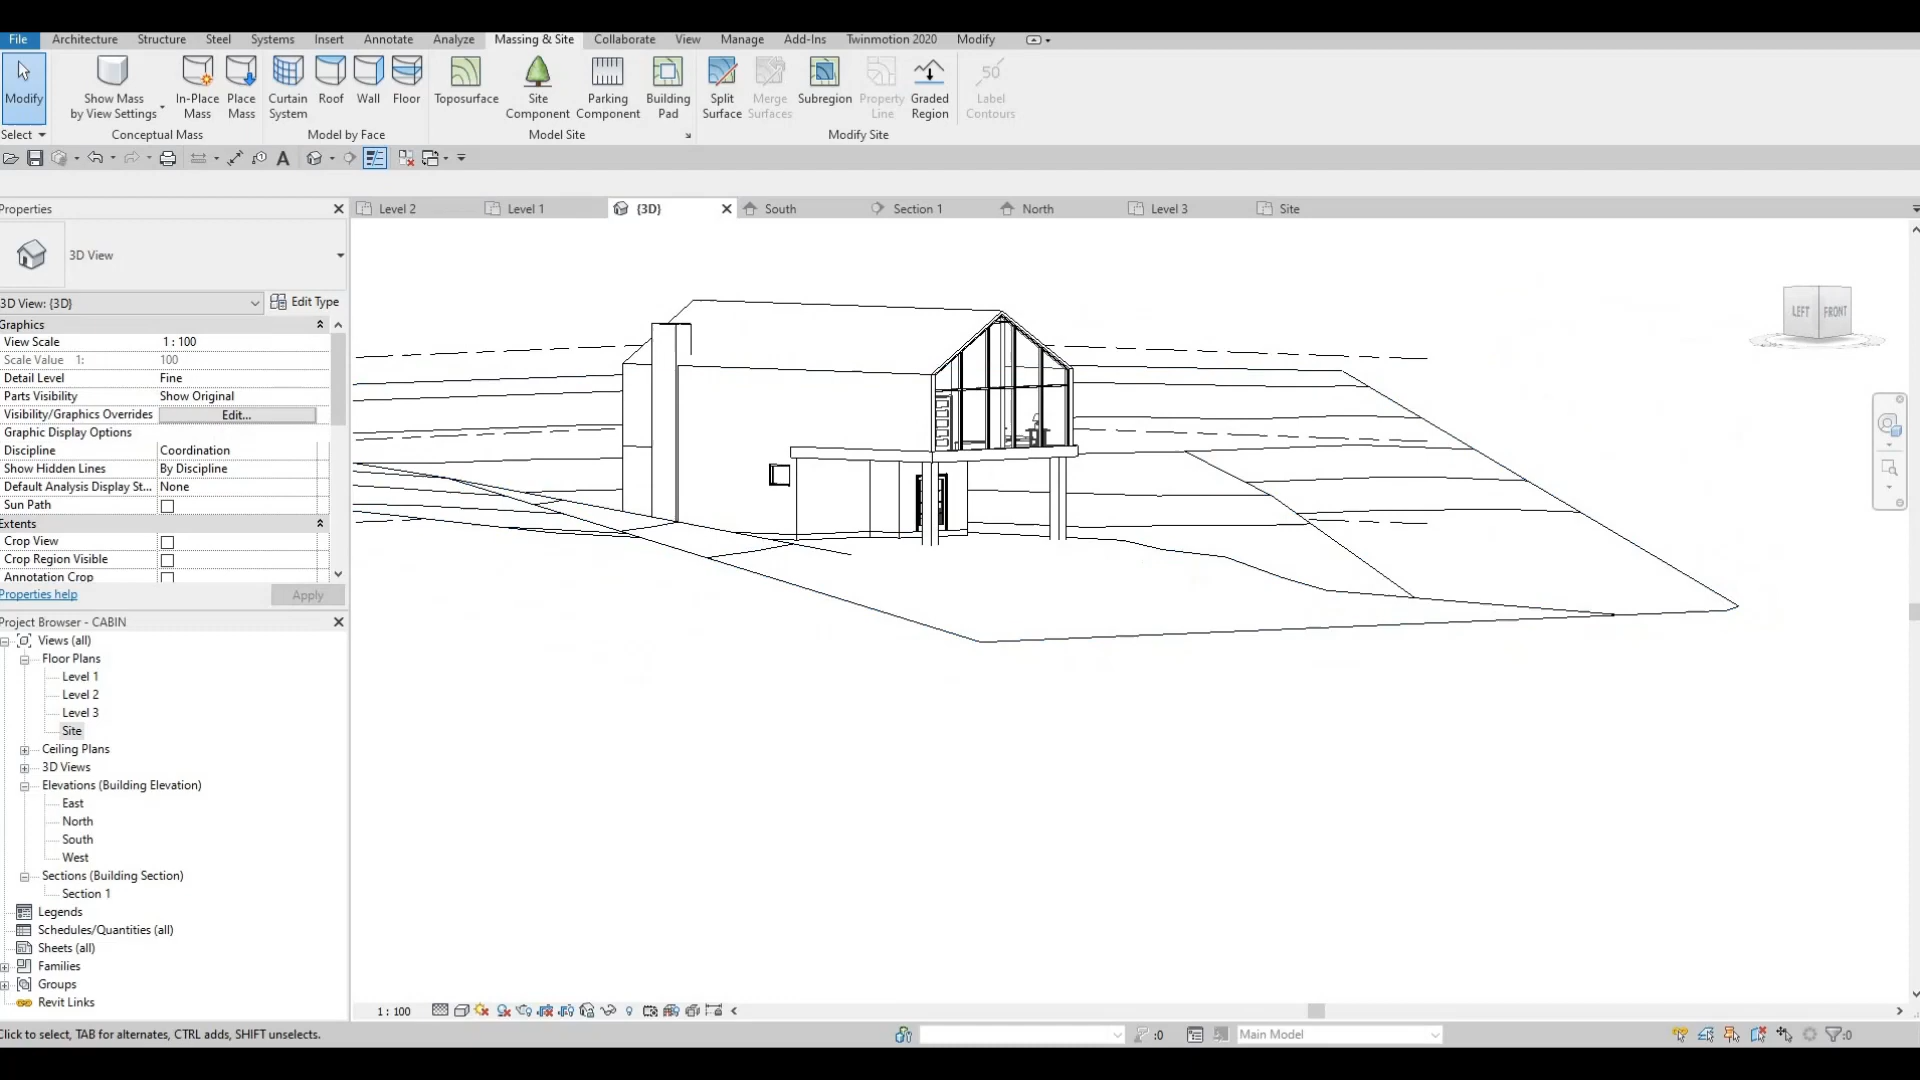 File Architecture Structure Steel Systems Insert Annotate Analyze Massing & Site Collaborate View Manage Add-Ins Twinmotion 2020 Modify
Modify
Show Mass
by View Settings
In-Place
Mass
Place
Mass
Curtain
System
Roof
Wall
Floor
Toposurface
Site
Component
Parking
Component
Building
Pad
Split
Surface
Merge
Surfaces
Subregion
Property
Line
Graded
Region
50
Label
Contours
Select
Conceptual Mass
Model by Face
Model Site
Modify Site
A
Properties
Level 2
Level 1
{3D}
South
Section 1
North
Level 3
Site
3D View
3D View: {3D}
Edit Type
Graphics
View Scale 1 : 100
Scale Value 1: 100
Detail Level Fine
Parts Visibility Show Original
Visibility/Graphics Overrides Edit...
Graphic Display Options
Discipline Coordination
Show Hidden Lines By Discipline
Default Analysis Display St... None
Sun Path
Extents
Crop View
Crop Region Visible
Annotation Crop
Properties help
Apply
LEFT
FRONT
Project Browser - CABIN
Views (all)
Floor Plans
Level 1
Level 2
Level 3
Site
Ceiling Plans
3D Views
Elevations (Building Elevation)
East
North
South
West
Sections (Building Section)
Section 1
Legends
Schedules/Quantities (all)
Sheets (all)
Families
Groups
Revit Links
1 : 100
Click to select, TAB for alternates, CTRL adds, SHIFT unselects.
:0
Main Model
:0